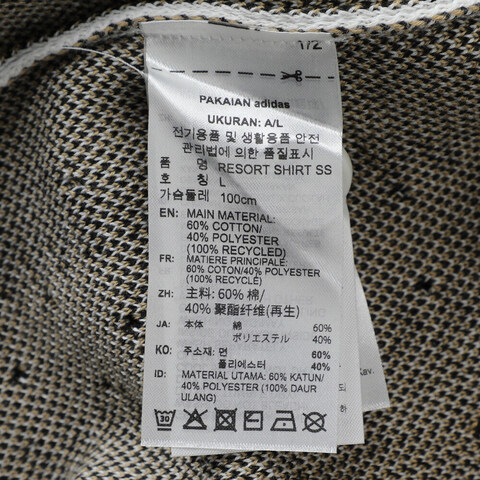 1/2
PAKAIAN adidas
UKURAN: A/L
전기용품 및 생활용품 안전
관리법에 의한 품질표시
품 명 RESORT SHIRT SS
호 칭 L
가슴둘레 100cm
EN: MAIN MATERIAL:
60% COTTON/
40% POLYESTER
(100% RECYCLED)
FR: MATIERE PRINCIPALE:
60% COTON/40% POLYESTER
(100% RECYCLÉ)
ZH: 主料: 60% 棉/
40% 聚酯纤维(再生)
JA: 本体 綿 60%
ポリエステル 40%
KO: 주소재: 면 60%
폴리에스터 40%
ID: MATERIAL UTAMA: 60% KATUN/
40% POLYESTER (100% DAUR
ULANG)
30
Kav.